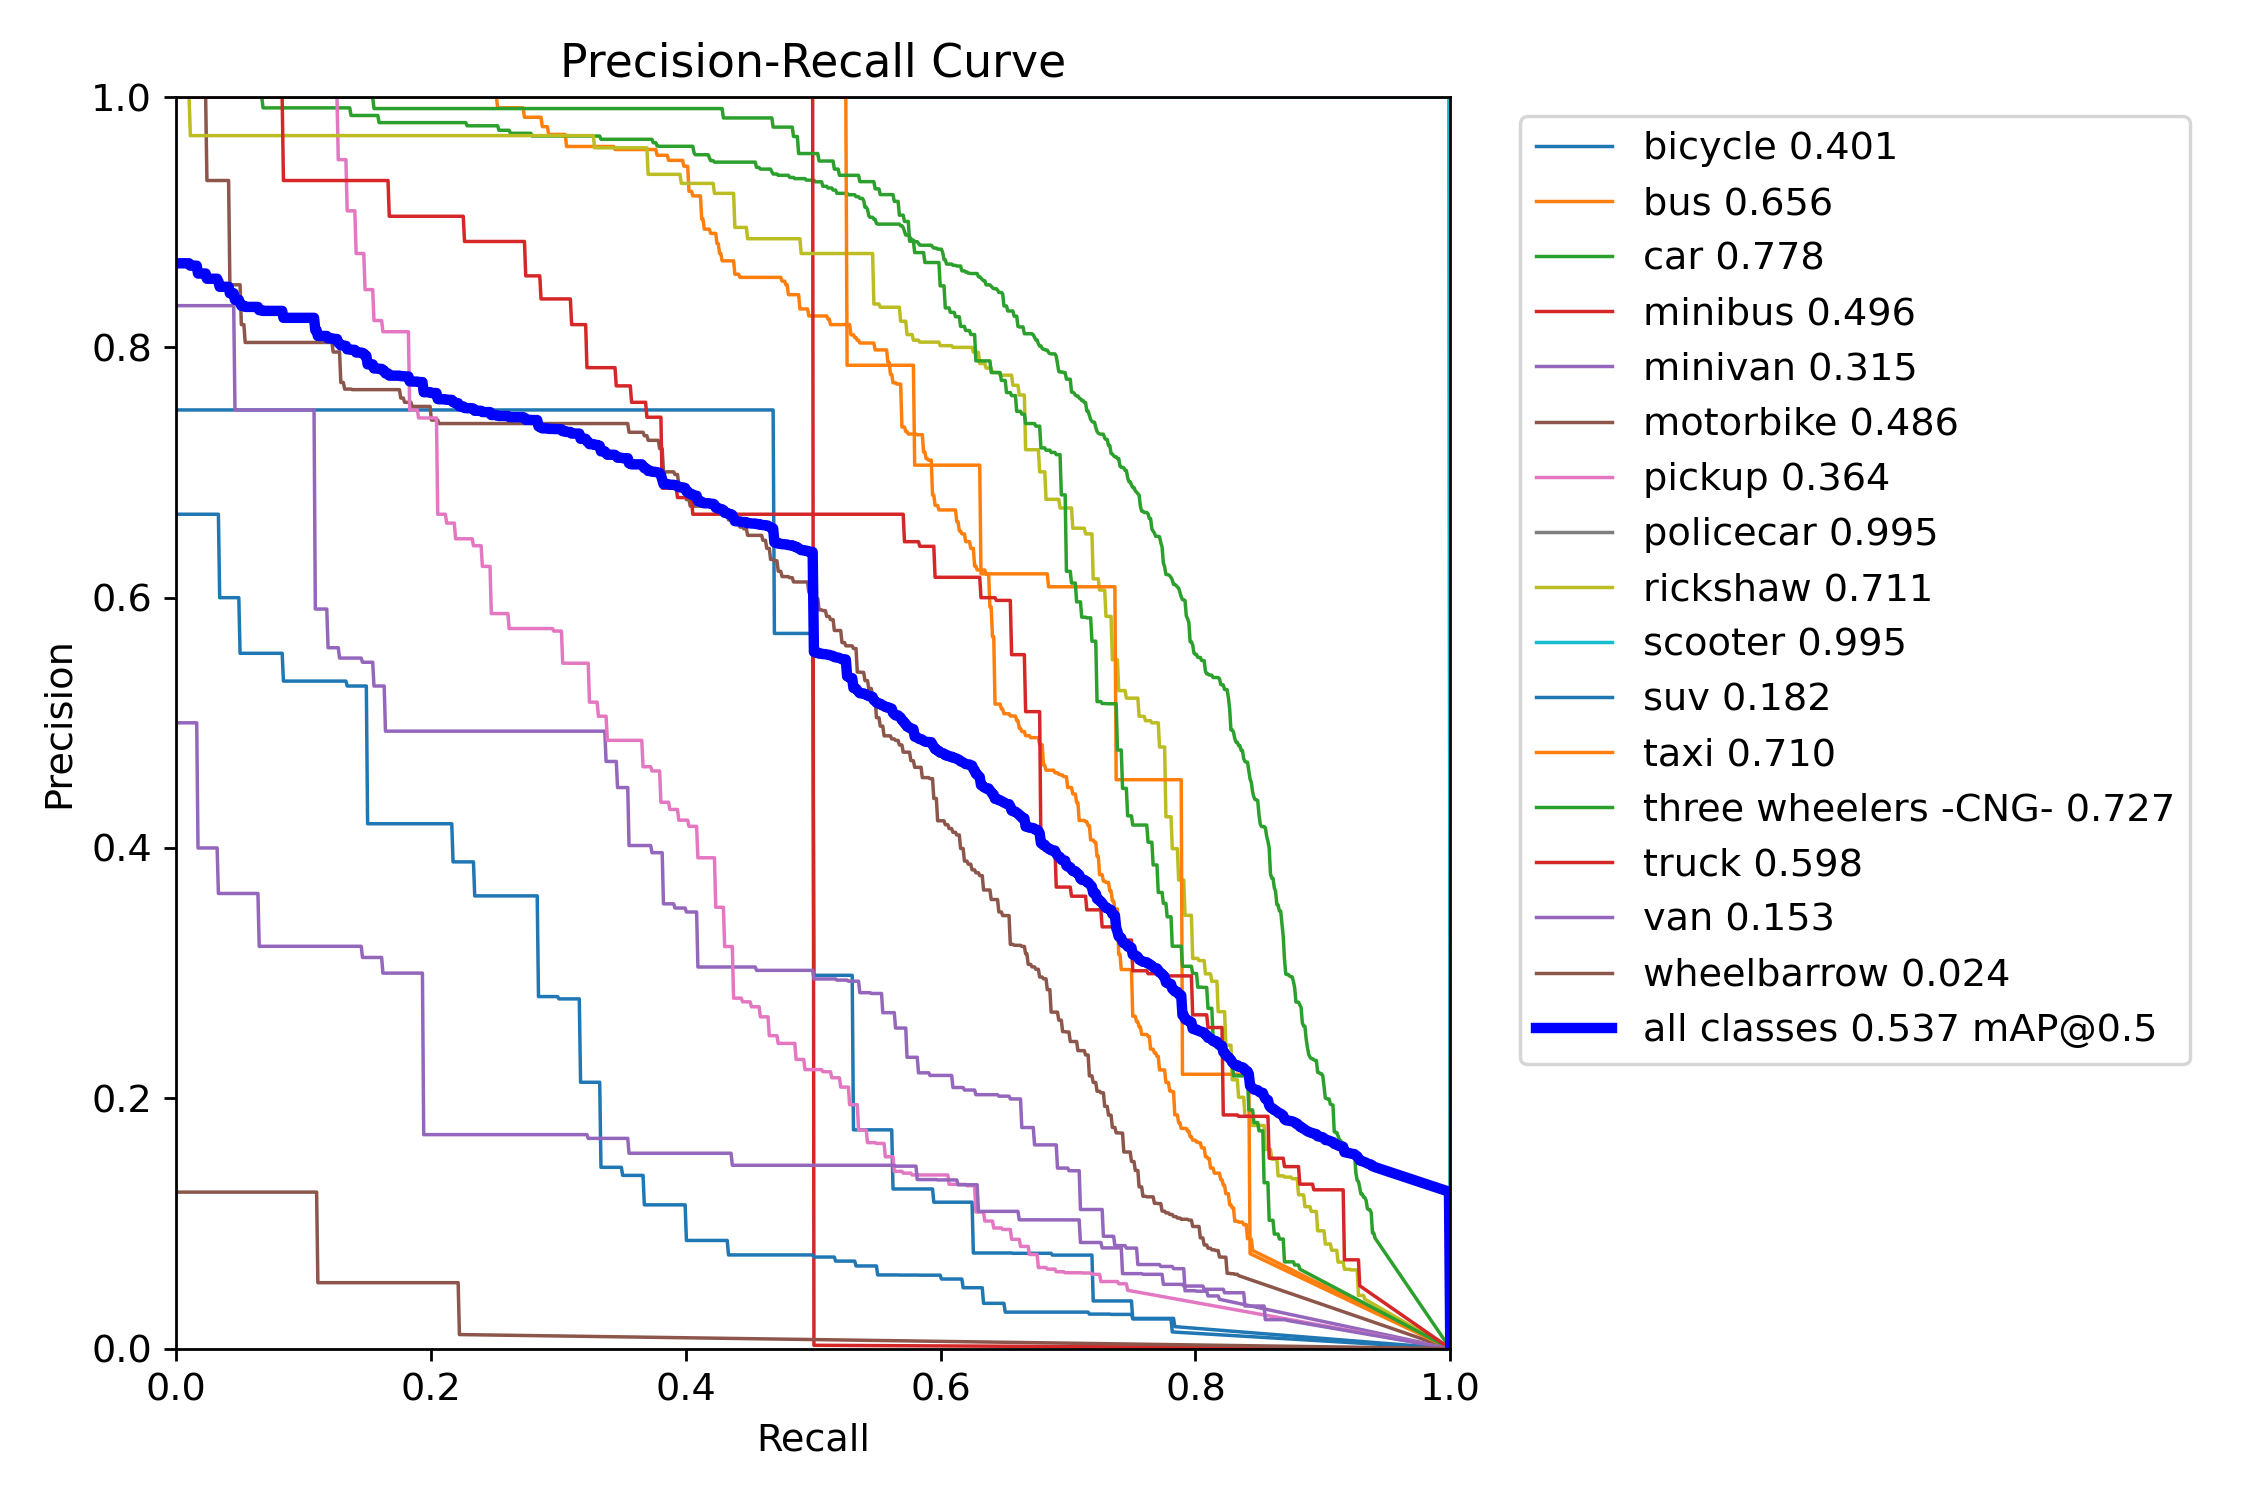 Precision-Recall Curve
1.0
0.8
0.6
0.4
0.2
0.0
Precision
0.0 0.2 0.4 0.6 0.8 1.0
Recall
bicycle 0.401
bus 0.656
car 0.778
minibus 0.496
minivan 0.315
motorbike 0.486
pickup 0.364
policecar 0.995
rickshaw 0.711
scooter 0.995
suv 0.182
taxi 0.710
three wheelers -CNG- 0.727
truck 0.598
van 0.153
wheelbarrow 0.024
all classes 0.537 mAP@0.5